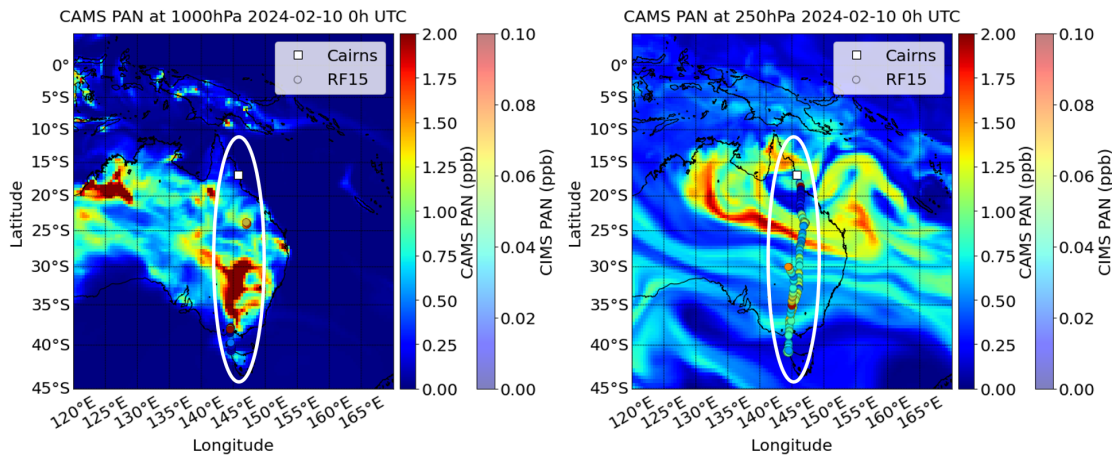 CAMS PAN at 1000hPa 2024-02-10 0h UTC
Cairns
RF15
0°
5°S
10°S
15°S
20°S
25°S
30°S
35°S
40°S
45°S
Latitude
120°E
125°E
130°E
135°E
140°E
145°E
150°E
155°E
160°E
165°E
Longitude
2.00
1.75
1.50
1.25
1.00
0.75
0.50
0.25
0.00
CAMS PAN (ppb)
0.10
0.08
0.06
0.04
0.02
0.00
CIMS PAN (ppb)
CAMS PAN at 250hPa 2024-02-10 0h UTC
Cairns
RF15
0°
5°S
10°S
15°S
20°S
25°S
30°S
35°S
40°S
45°S
Latitude
120°E
125°E
130°E
135°E
140°E
145°E
150°E
155°E
160°E
165°E
Longitude
2.00
1.75
1.50
1.25
1.00
0.75
0.50
0.25
0.00
CAMS PAN (ppb)
0.10
0.08
0.06
0.04
0.02
0.00
CIMS PAN (ppb)